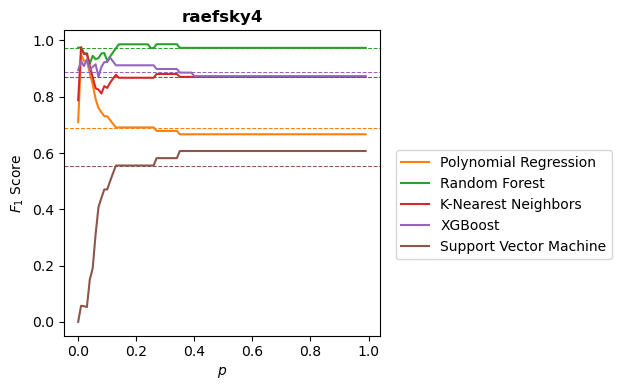 raefsky4
F1 Score
1.0
0.8
0.6
0.4
0.2
0.0
0.0 0.2 0.4 0.6 0.8 1.0
p
Polynomial Regression
Random Forest
K-Nearest Neighbors
XGBoost
Support Vector Machine